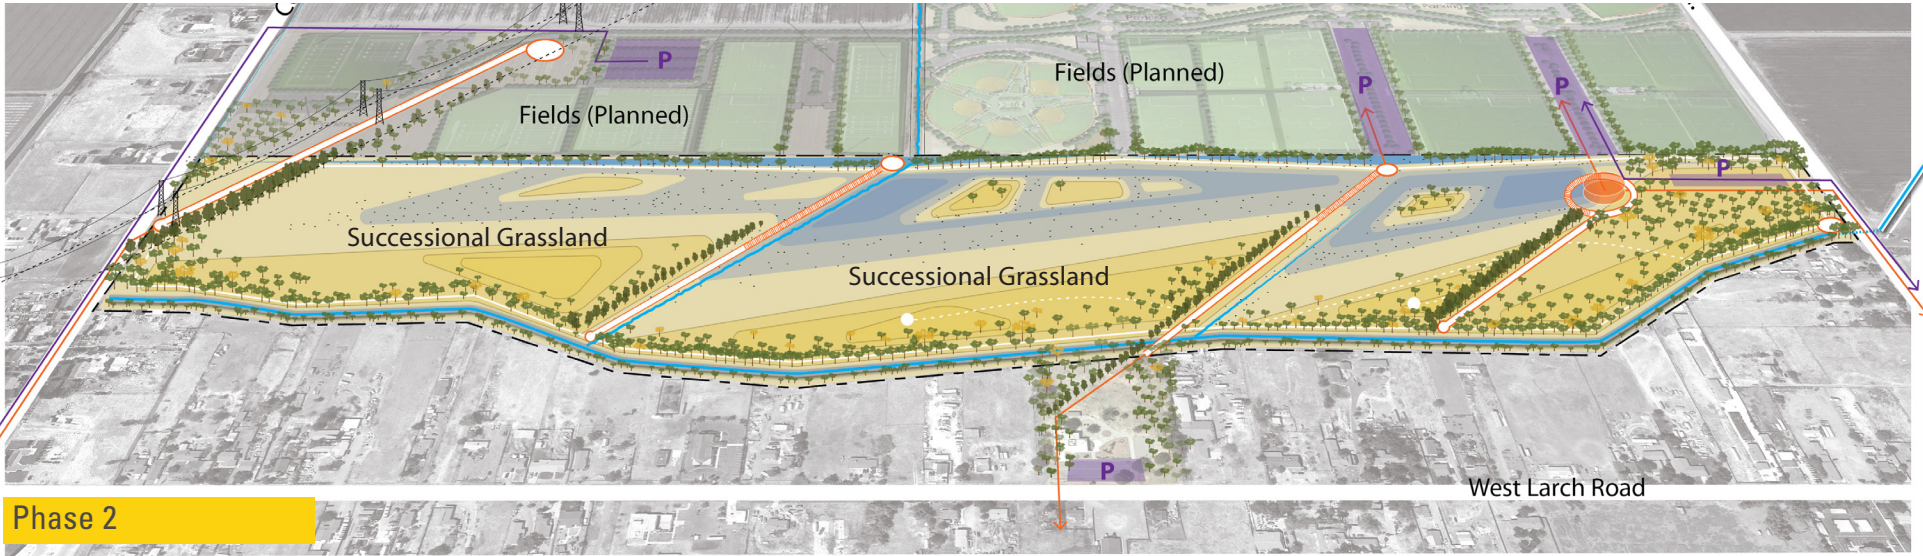 P
Fields (Planned)
Fields (Planned)
P
P
P
Successional Grassland
Successional Grassland
P
West Larch Road
Phase 2